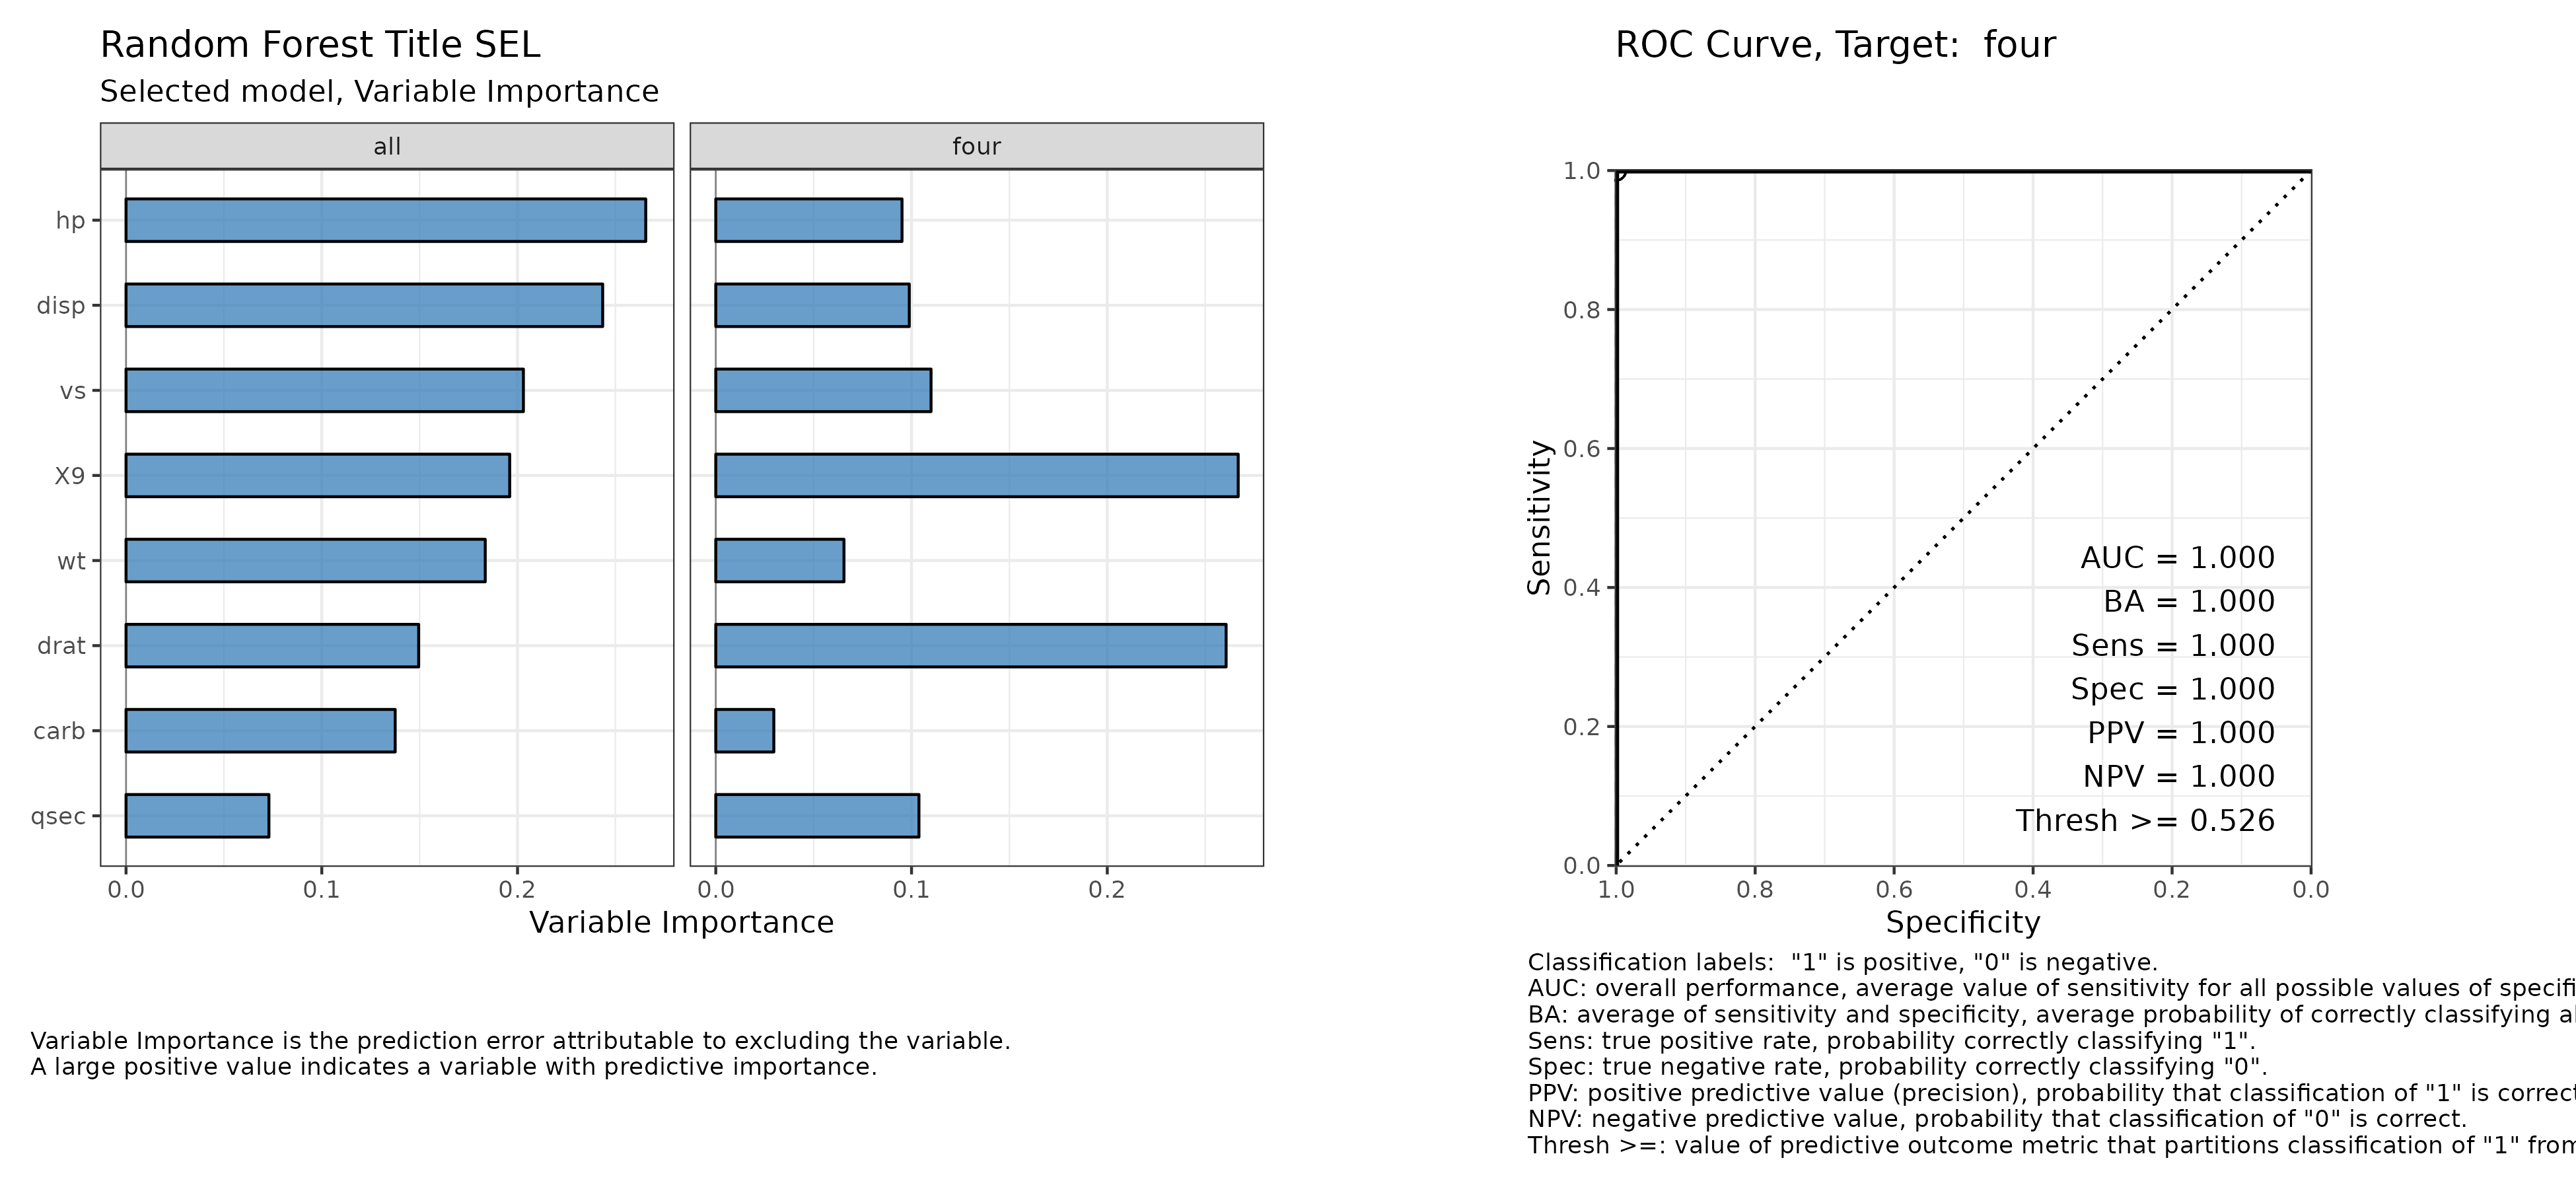 Random Forest Title SEL
Selected model, Variable Importance
all
four
hp
disp
vs
X9
wt
drat
carb
qsec
0.0 0.1 0.2
0.0 0.1 0.2
Variable Importance
Variable Importance is the prediction error attributable to excluding the variable.
A large positive value indicates a variable with predictive importance.
ROC Curve, Target:  four
Sensitivity
1.0
0.8
0.6
0.4
0.2
0.0
AUC = 1.000
BA = 1.000
Sens = 1.000
Spec = 1.000
PPV = 1.000
NPV = 1.000
Thresh >= 0.526
1.0 0.8 0.6 0.4 0.2 0.0
Specificity
Classification labels:  "1" is positive, "0" is negative.
AUC: overall performance, average value of sensitivity for all possible values of
BA: average of sensitivity and specificity, average probability of correctly classifying
Sens: true positive rate, probability correctly classifying "1".
Spec: true negative rate, probability correctly classifying "0".
PPV: positive predictive value (precision), probability that classification of "1" is correct
NPV: negative predictive value, probability that classification of "0" is correct.
Thresh >=: value of predictive outcome metric that partitions classification of "1" from